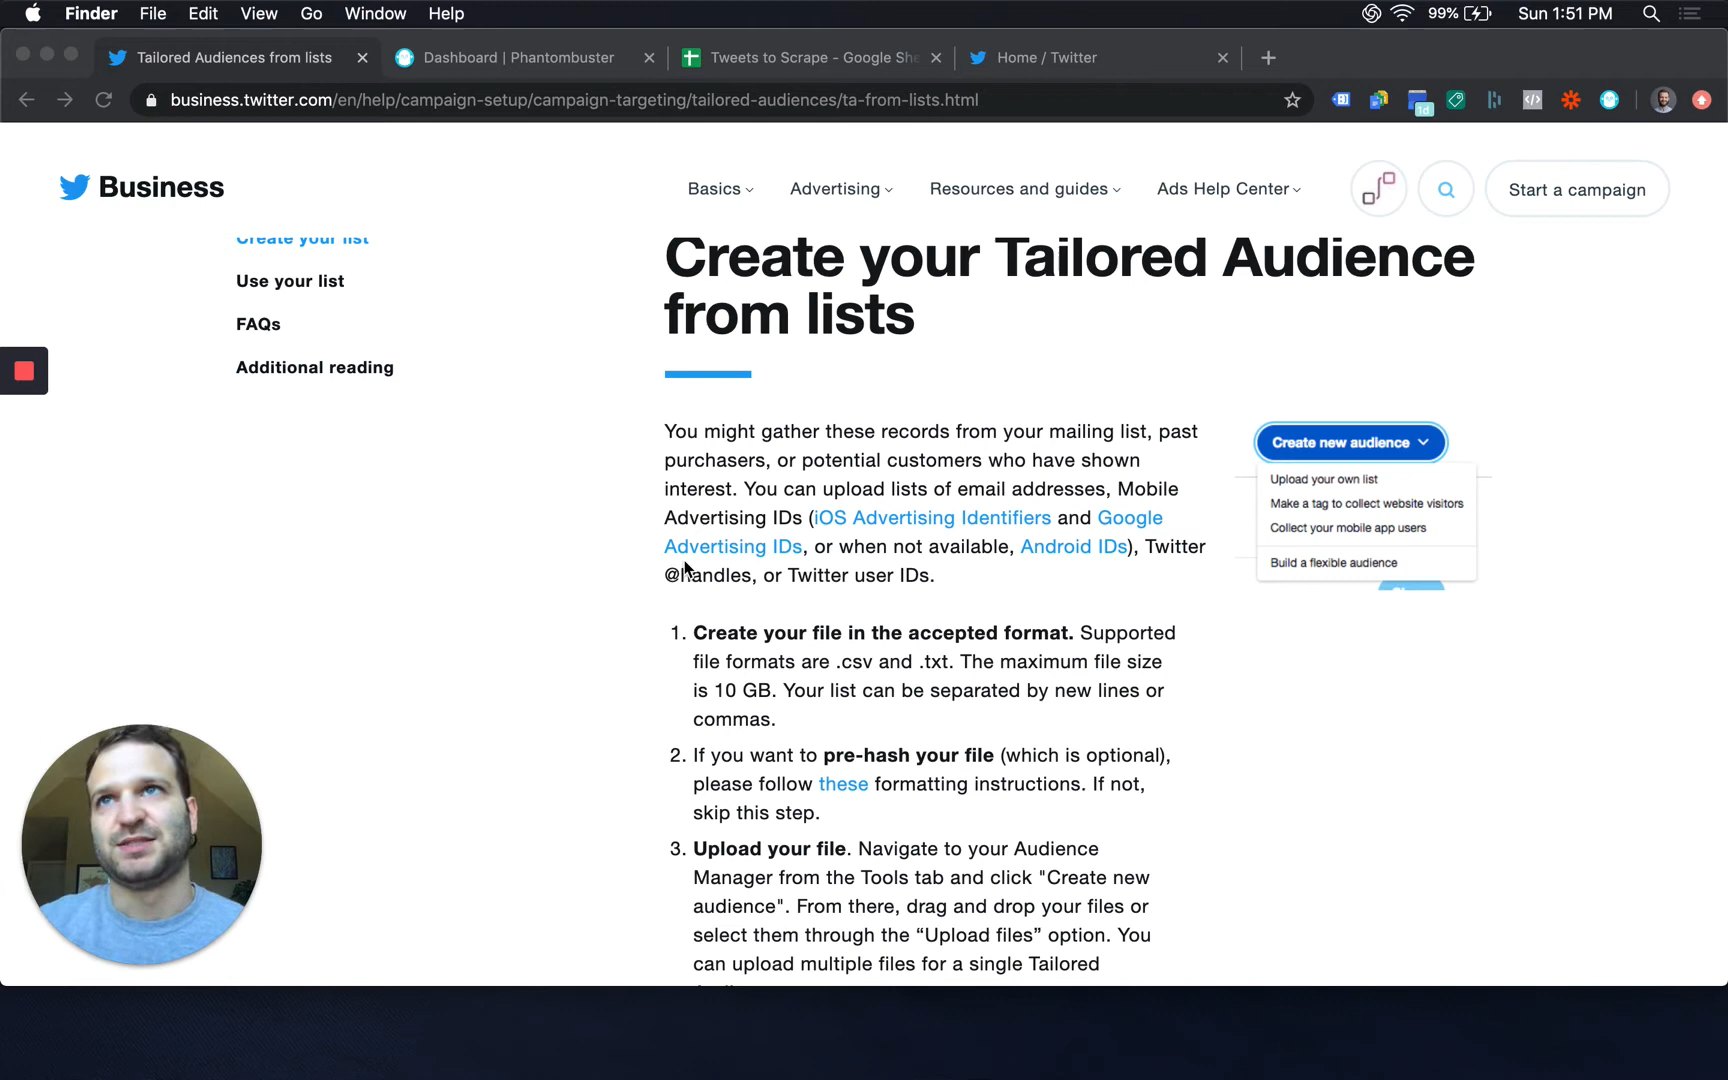 Finder File Edit View Go Window Help 99% Sun 1:51 PM
Tailored Audiences from lists Dashboard | Phantombuster Tweets to Scrape - Google She Home / Twitter
business.twitter.com/en/help/campaign-setup/campaign-targeting/tailored-audiences/ta-from-lists.html
1d
Business Basics Advertising Resources and guides Ads Help Center Start a campaign
Create your list
Use your list
FAQs
Additional reading
Create your Tailored Audience
from lists
You might gather these records from your mailing list, past
purchasers, or potential customers who have shown
interest. You can upload lists of email addresses, Mobile
Advertising IDs (iOS Advertising Identifiers and Google
Advertising IDs, or when not available, Android IDs), Twitter
@handles, or Twitter user IDs.
Create new audience
Upload your own list
Make a tag to collect website visitors
Collect your mobile app users
Build a flexible audience
1. Create your file in the accepted format. Supported
file formats are .csv and .txt. The maximum file size
is 10 GB. Your list can be separated by new lines or
commas.
2. If you want to pre-hash your file (which is optional),
please follow these formatting instructions. If not,
skip this step.
3. Upload your file. Navigate to your Audience
Manager from the Tools tab and click "Create new
audience". From there, drag and drop your files or
select them through the “Upload files” option. You
can upload multiple files for a single Tailored